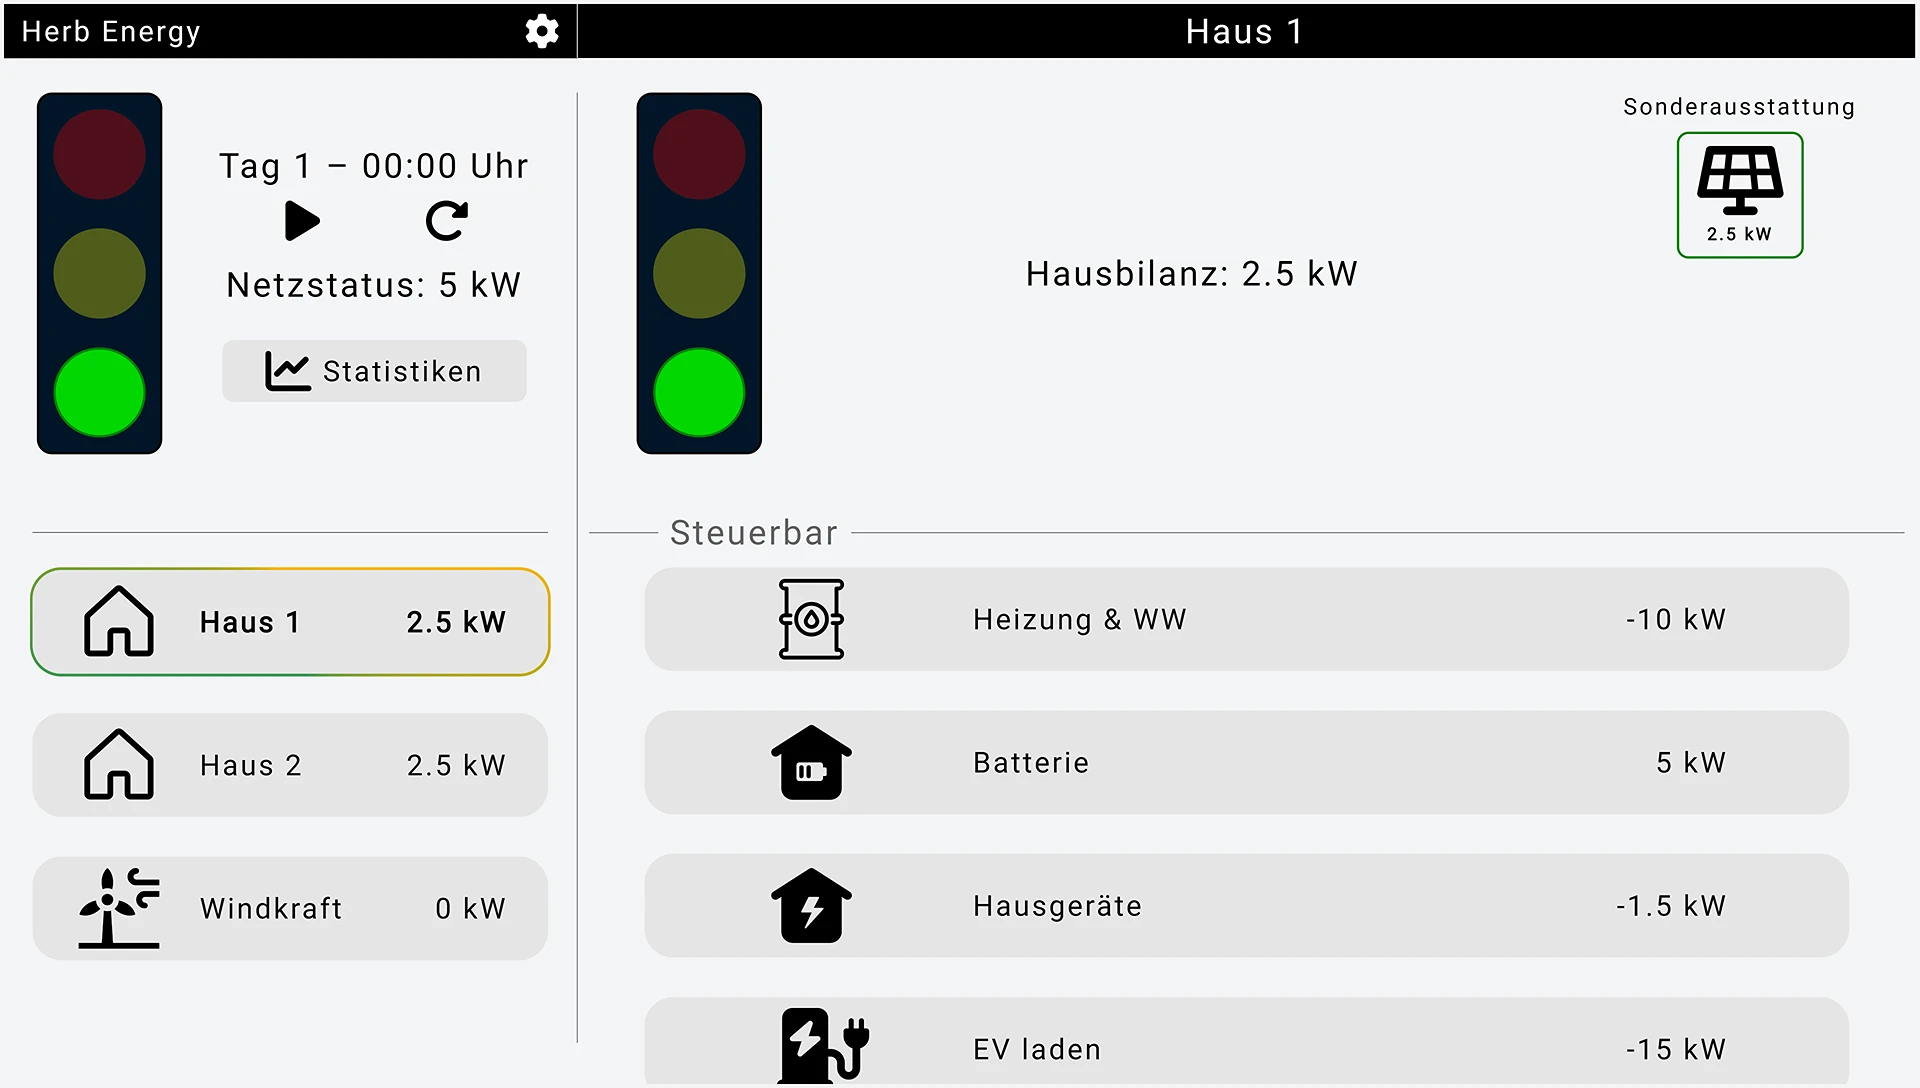 Herb Energy
Haus 1
Tag 1 – 00:00 Uhr
Netzstatus: 5 kW
Statistiken
Haus 1 2.5 kW
Haus 2 2.5 kW
Windkraft 0 kW
Sonderausstattung
2.5 kW
Hausbilanz: 2.5 kW
Steuerbar
Heizung & WW -10 kW
Batterie 5 kW
Hausgeräte -1.5 kW
EV laden -15 kW